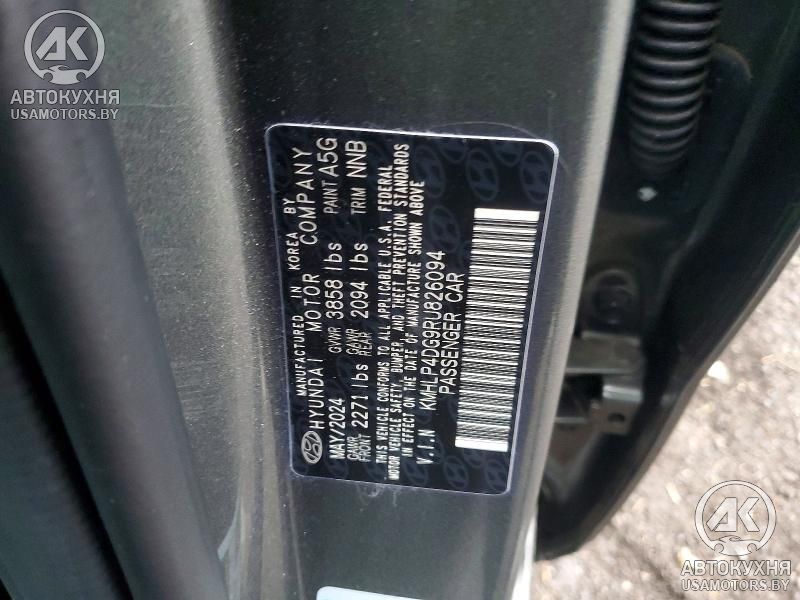 AK
АВТОКУХНЯ
USAMOTORS.BY
MANUFACTURED IN KOREA BY
HYUNDAI MOTOR COMPANY
MAY/2024 GVWR 3858 lbs PAINT A5G
GAWR FRONT 2271 lbs GAWR REAR 2094 lbs TRIM NNB
THIS VEHICLE CONFORMS TO ALL APPLICABLE U.S.A. FEDERAL
MOTOR VEHICLE SAFETY, BUMPER, AND THEFT PREVENTION STANDARDS
IN EFFECT ON THE DATE OF MANUFACTURE SHOWN ABOVE
V.I.N KMHLP4DG9RU826094
PASSENGER CAR
AK
АВТОКУХНЯ
USAMOTORS.BY